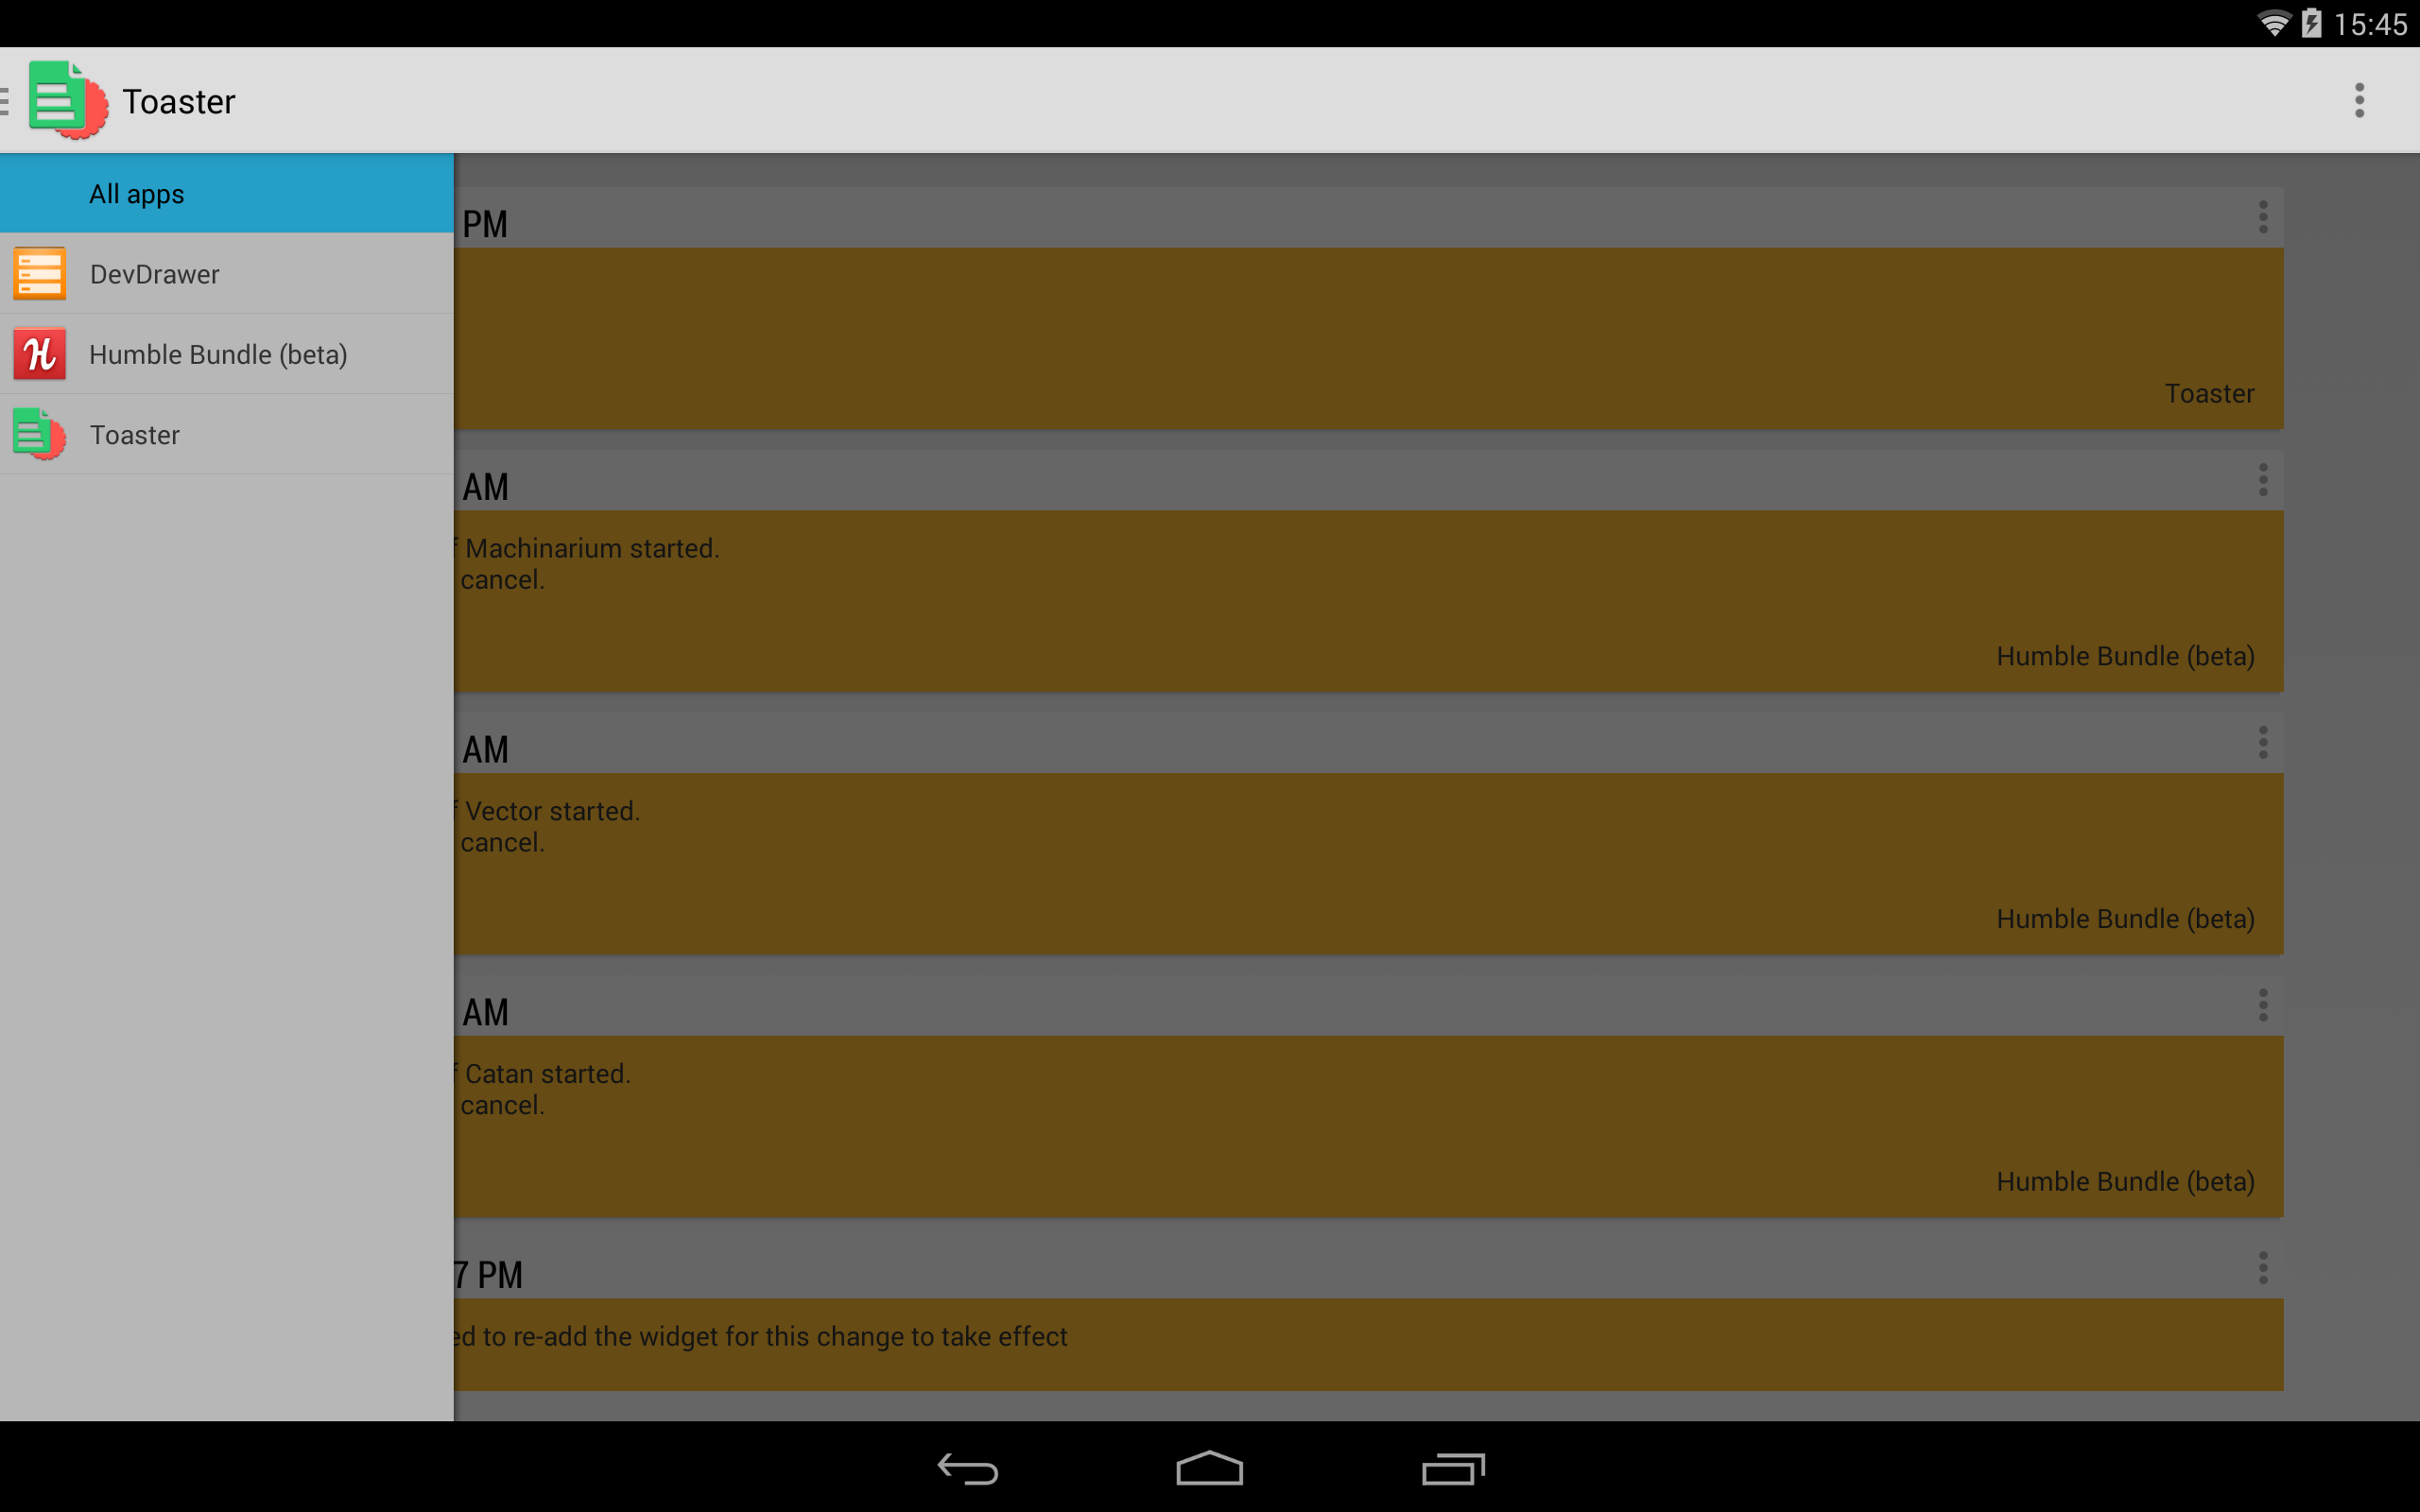 15:45
Toaster
All apps
DevDrawer
Humble Bundle (beta)
Toaster
PM
Toaster
AM
Machinarium started.
cancel.
Humble Bundle (beta)
AM
Vector started.
cancel.
Humble Bundle (beta)
AM
Catan started.
cancel.
Humble Bundle (beta)
7 PM
to re-add the widget for this change to take effect